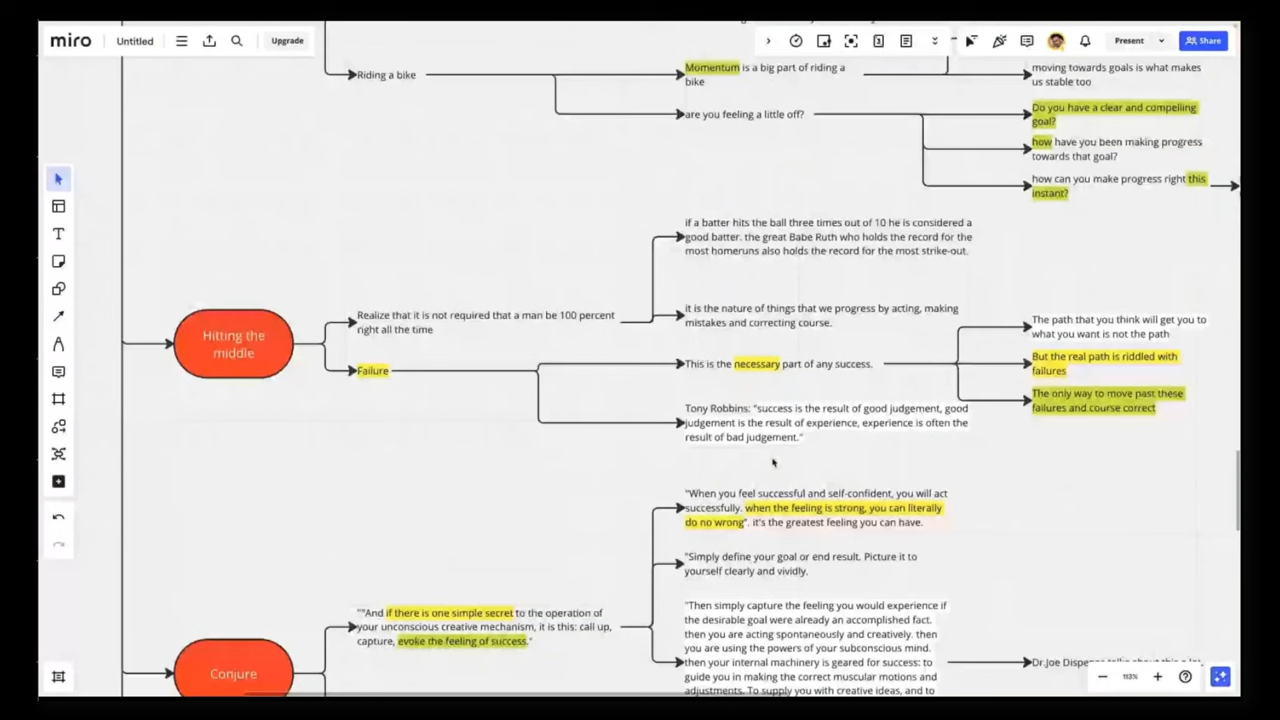 miro
Untitled
Upgrade
Present
Share
Riding a bike
Momentum is a big part of riding a
bike
moving towards goals is what makes
us stable too
are you feeling a little off?
Do you have a clear and compelling
goal?
how have you been making progress
towards that goal?
how can you make progress right this
instant?
if a batter hits the ball three times out of 10 he is considered a
good batter. the great Babe Ruth who holds the record for the
most homeruns also holds the record for the most strike-out.
Hitting the
middle
Realize that it is not required that a man be 100 percent
right all the time
it is the nature of things that we progress by acting, making
mistakes and correcting course.
Failure
This is the necessary part of any success.
The path that you think will get you to
what you want is not the path
But the real path is riddled with
failures
The only way to move past these
failures and course correct
Tony Robbins: "success is the result of good judgement, good
judgement is the result of experience, experience is often the
result of bad judgement."
"When you feel successful and self-confident, you will act
successfully. when the feeling is strong, you can literally
do no wrong". it's the greatest feeling you can have.
"Simply define your goal or end result. Picture it to
yourself clearly and vividly.
Conjure
""And if there is one simple secret to the operation of
your unconscious creative mechanism, it is this: call up,
capture, evoke the feeling of success."
"Then simply capture the feeling you would experience if
the desirable goal were already an accomplished fact.
then you are acting spontaneously and creatively. then
you are using the powers of your subconscious mind.
then your internal machinery is geared for success: to
guide you in making the correct muscular motions and
adjustments. To supply you with creative ideas, and to
Dr.Joe
113%